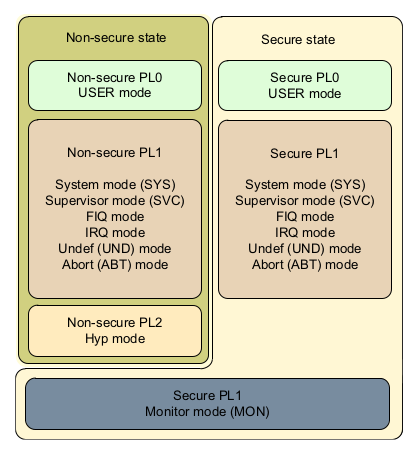 Non-secure state
Non-secure PL0
USER mode
Non-secure PL1
System mode (SYS)
Supervisor mode (SVC)
FIQ mode
IRQ mode
Undef (UND) mode
Abort (ABT) mode
Non-secure PL2
Hyp mode
Secure state
Secure PL0
USER mode
Secure PL1
System mode (SYS)
Supervisor mode (SVC)
FIQ mode
IRQ mode
Undef (UND) mode
Abort (ABT) mode
Secure PL1
Monitor mode (MON)